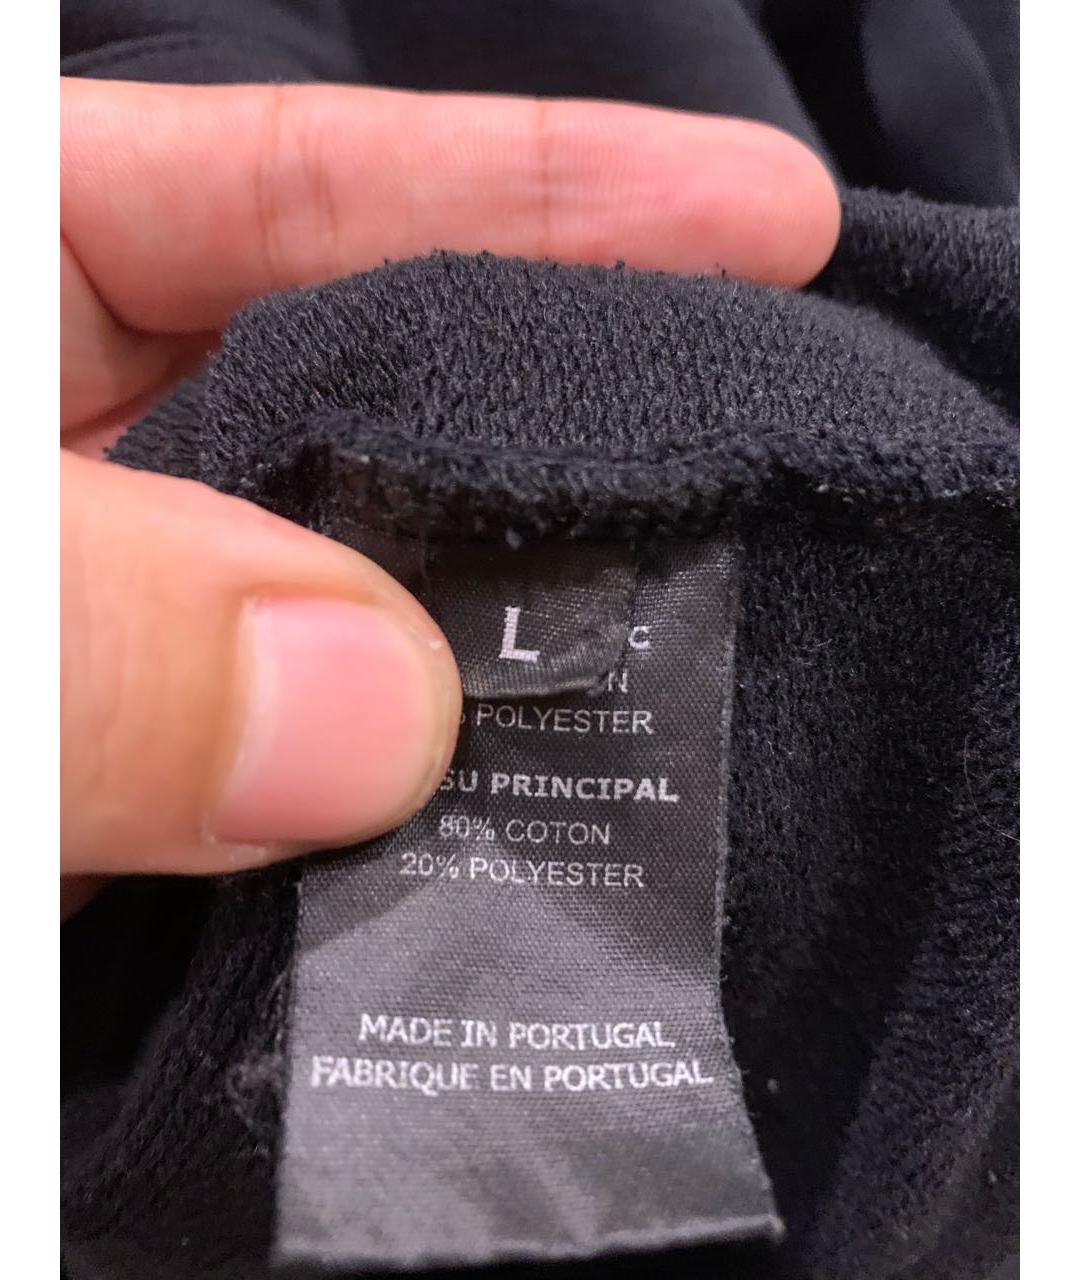 L
C
N
POLYESTER
SU PRINCIPAL
80% COTON
20% POLYESTER
MADE IN PORTUGAL
FABRIQUE EN PORTUGAL